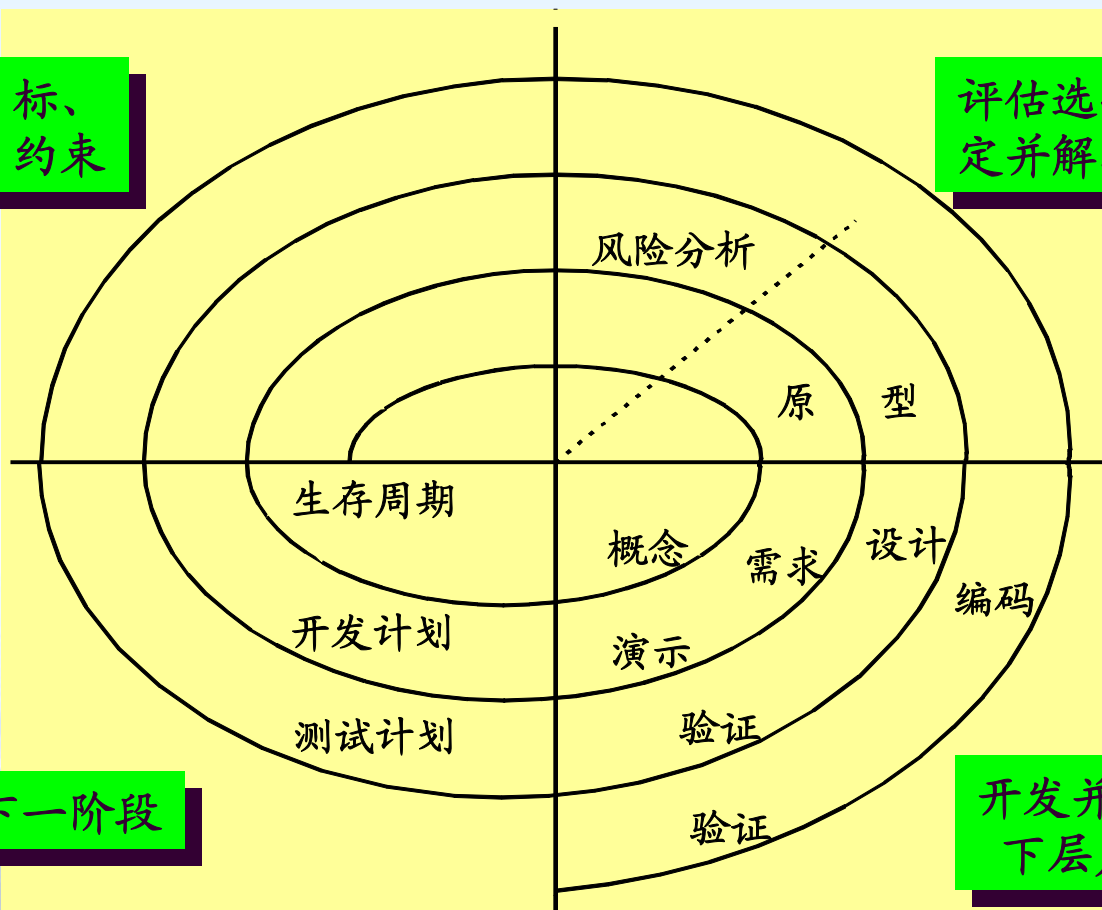 标、
约束
评估选
定并解
风险分析
原 型
生存周期
概念
需求
设计
编码
开发计划
演示
测试计划
验证
验证
下一阶段
开发并
下层